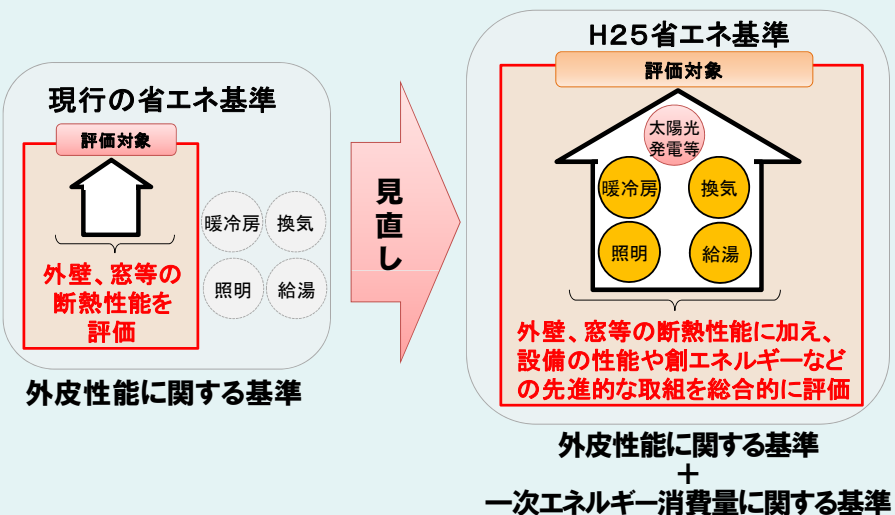 現行の省エネ基準
評価対象
外壁、窓等の
断熱性能を
評価
暖冷房
換気
照明
給湯
外皮性能に関する基準
見直し
H25省エネ基準
評価対象
太陽光
発電等
暖冷房
換気
照明
給湯
外壁、窓等の断熱性能に加え、
設備の性能や創エネルギーなど
の先進的な取組を総合的に評価
外皮性能に関する基準
+
一次エネルギー消費量に関する基準